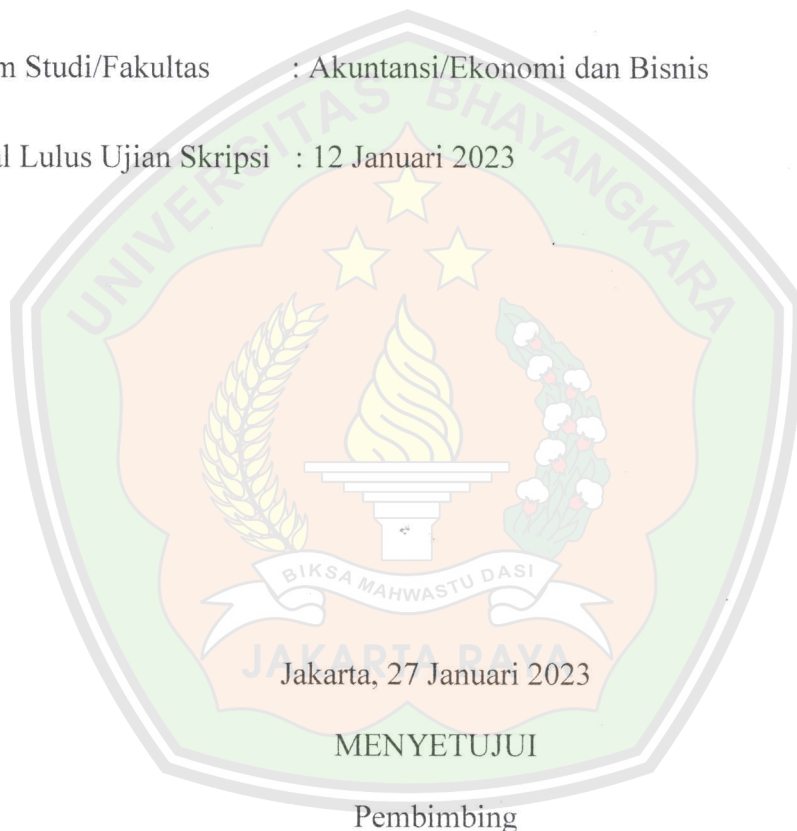 m Studi/Fakultas : Akuntansi/Ekonomi dan Bisnis
al Lulus Ujian Skripsi : 12 Januari 2023
UNIVERSITAS BHAYANGKARA
BIKSA MAHWASTU DASI
JAKARTA RAYA
Jakarta, 27 Januari 2023
MENYETUJUI
Pembimbing